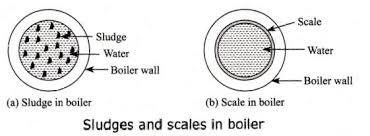 Sludge
Water
Boiler wall
(a) Sludge in boiler
Scale
Water
Boiler wall
(b) Scale in boiler
Sludges and scales in boiler